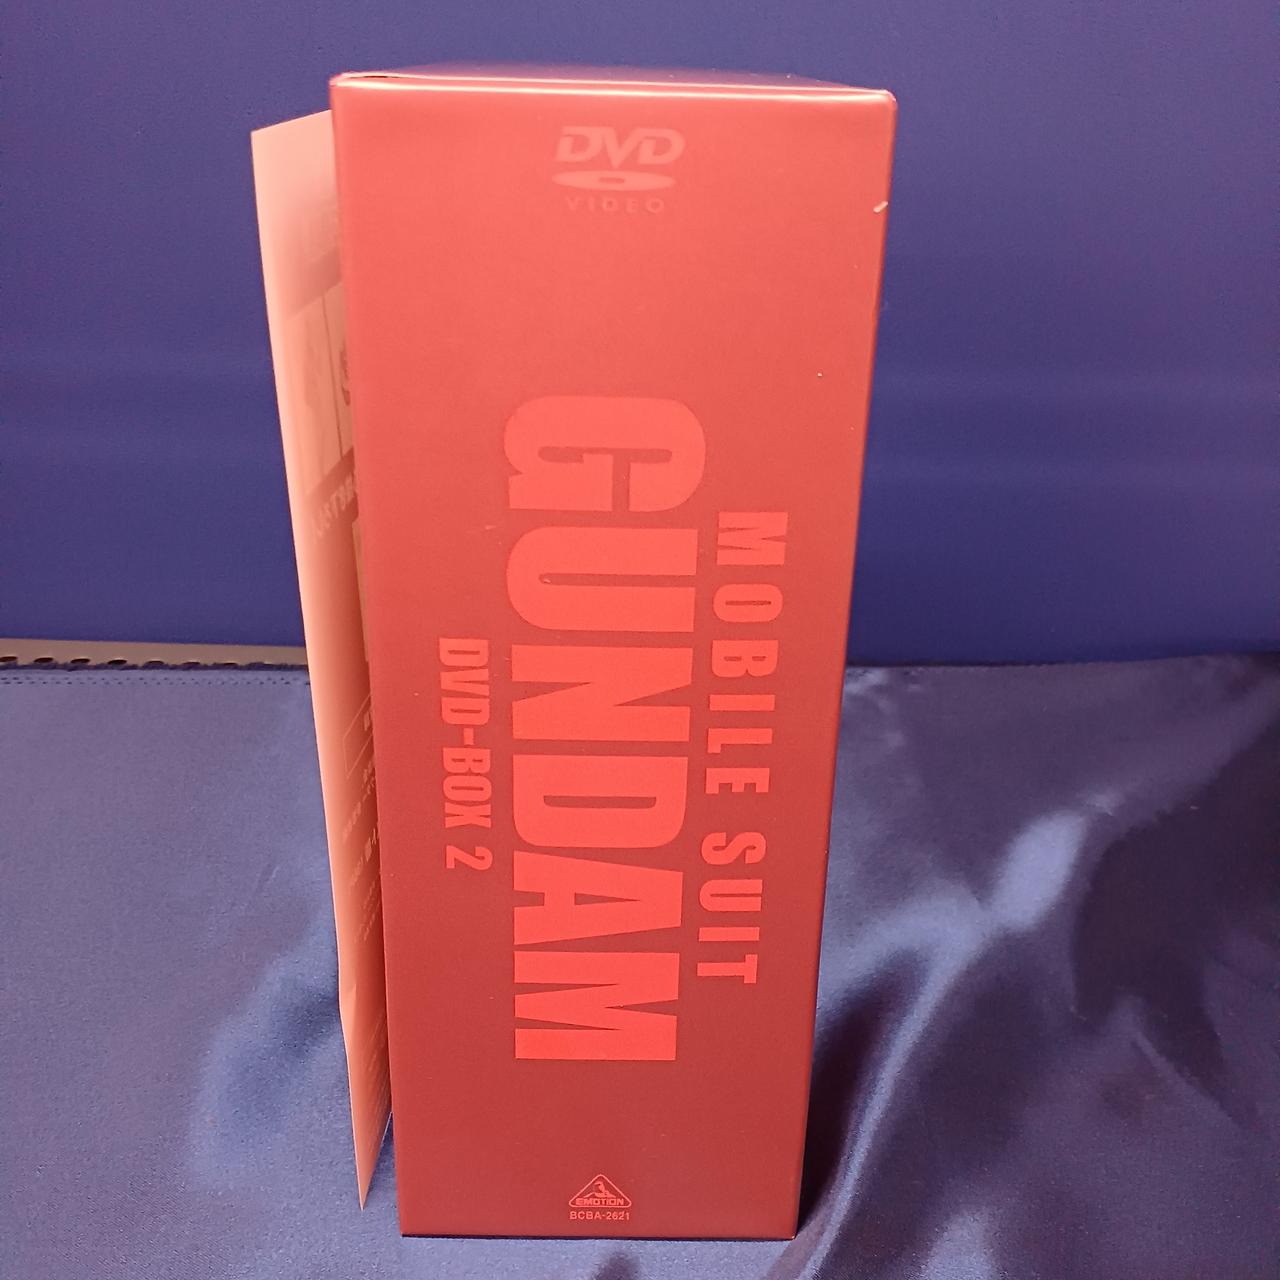 DVD
VIDEO
MOBILE SUIT
GUNDAM
DVD-BOX 2
EMOTION
BCBA-2621